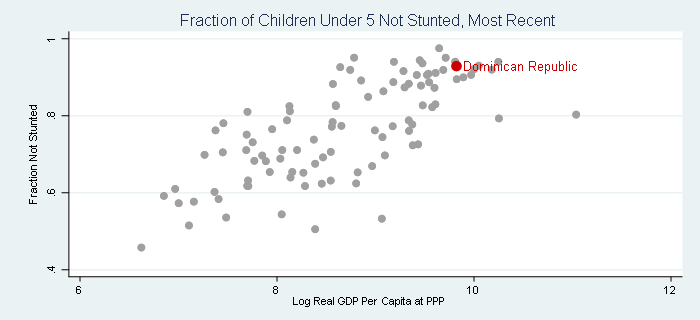 Fraction of Children Under 5 Not Stunted, Most Recent
1
.8
.6
.4
Fraction Not Stunted
Dominican Republic
6
8
10
12
Log Real GDP Per Capita at PPP